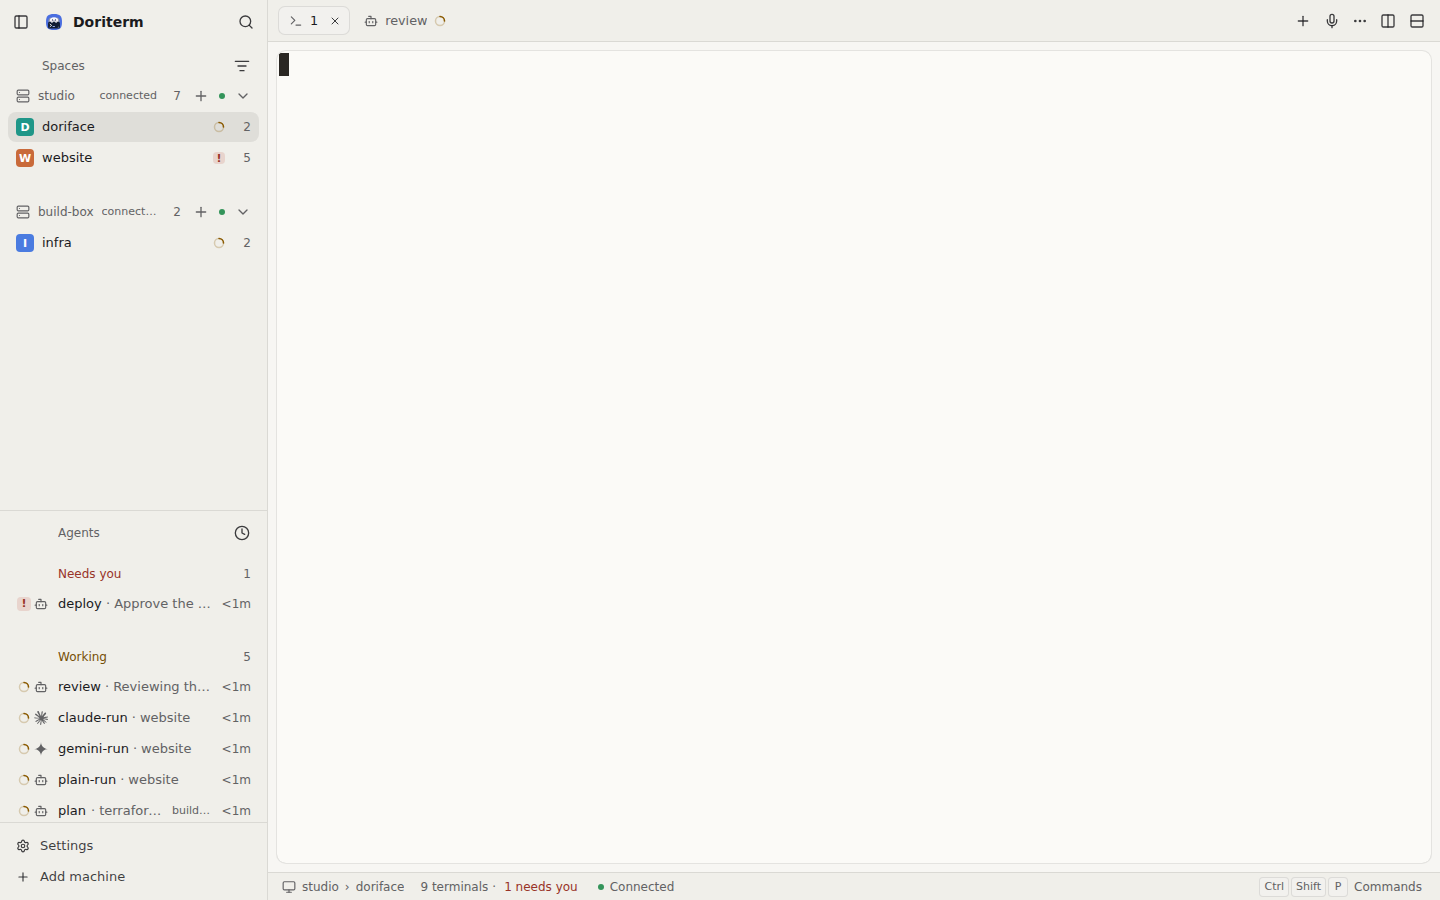 Doriterm
Spaces
studio connected 7
D doriface 2
W website ! 5
build-box connect... 2
I infra 2
Agents
Needs you 1
! deploy · Approve the ... <1m
Working 5
review · Reviewing th... <1m
claude-run · website <1m
gemini-run · website <1m
plain-run · website <1m
plan · terrafor... build... <1m
Settings
Add machine
1 review
studio › doriface 9 terminals · 1 needs you Connected Ctrl Shift P Commands